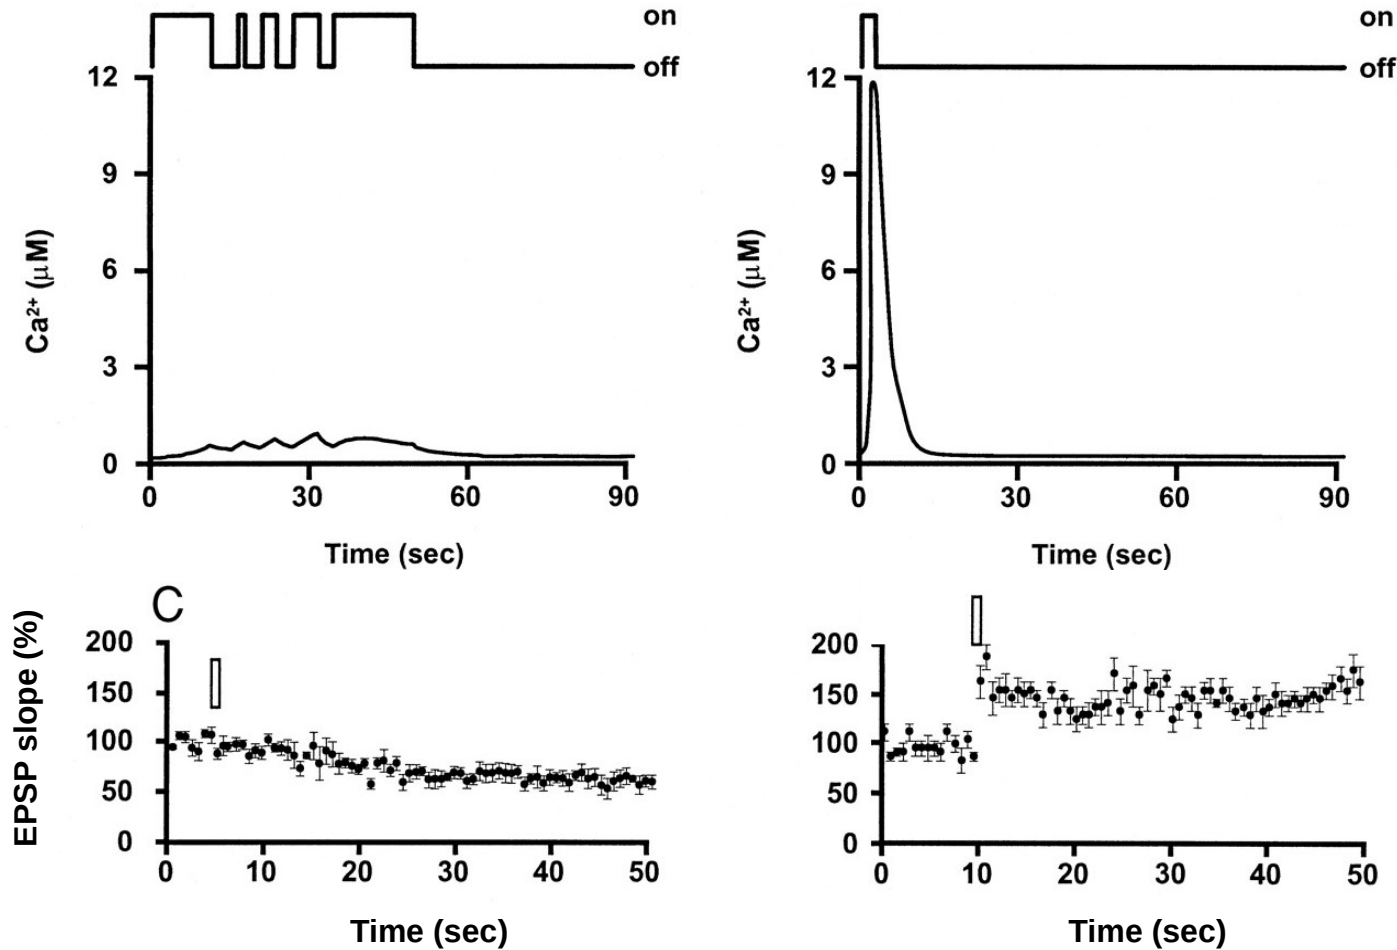 on on
off off
12 12
9 9
6 6
3 3
0 0
Ca²⁺ (μM) Ca²⁺ (μM)
0 30 60 90 0 30 60 90
Time (sec) Time (sec)
C
EPSP slope (%)
200 200
150 150
100 100
50 50
0 0
0 10 20 30 40 50 0 10 20 30 40 50
Time (sec) Time (sec)